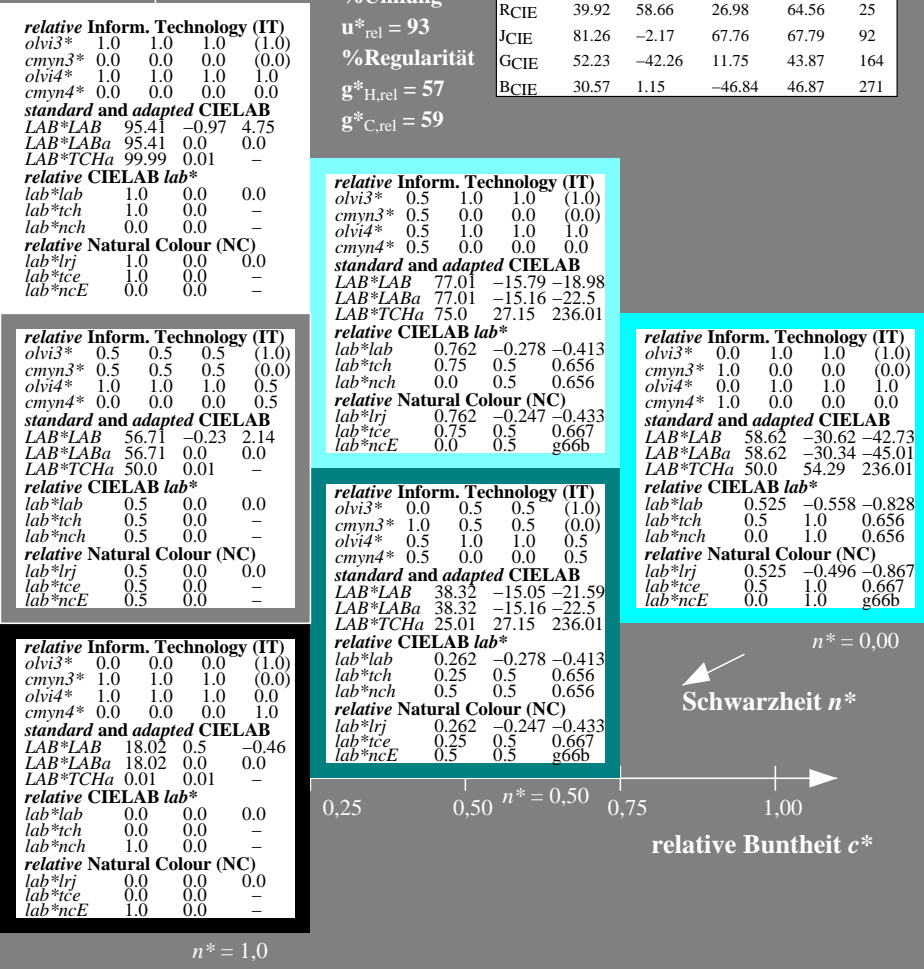 %Umfang
u*rel = 93
%Regularität
g*H,rel = 57
g*C,rel = 59
RCIE 39.92 58.66 26.98 64.56 25
JCIE 81.26 −2.17 67.76 67.79 92
GCIE 52.23 −42.26 11.75 43.87 164
BCIE 30.57 1.15 −46.84 46.87 271
relative Inform. Technology (IT)
olvi3* 1.0 1.0 1.0 (1.0)
cmyn3* 0.0 0.0 0.0 (0.0)
olvi4* 1.0 1.0 1.0 1.0
cmyn4* 0.0 0.0 0.0 0.0
standard and adapted CIELAB
LAB*LAB 95.41 −0.97 4.75
LAB*LABa 95.41 0.0 0.0
LAB*TCHa 99.99 0.01 –
relative CIELAB lab*
lab*lab 1.0 0.0 0.0
lab*tch 1.0 0.0 –
lab*nch 0.0 0.0 –
relative Natural Colour (NC)
lab*lrj 1.0 0.0 0.0
lab*tce 1.0 0.0 –
lab*ncE 0.0 0.0 –
relative Inform. Technology (IT)
olvi3* 0.5 1.0 1.0 (1.0)
cmyn3* 0.5 0.0 0.0 (0.0)
olvi4* 0.5 1.0 1.0 1.0
cmyn4* 0.5 0.0 0.0 0.0
standard and adapted CIELAB
LAB*LAB 77.01 −15.79 −18.98
LAB*LABa 77.01 −15.16 −22.5
LAB*TCHa 75.0 27.15 236.01
relative CIELAB lab*
lab*lab 0.762 −0.278 −0.413
lab*tch 0.75 0.5 0.656
lab*nch 0.0 0.5 0.656
relative Natural Colour (NC)
lab*lrj 0.762 −0.247 −0.433
lab*tce 0.75 0.5 0.667
lab*ncE 0.0 0.5 g66b
relative Inform. Technology (IT)
olvi3* 0.5 0.5 0.5 (1.0)
cmyn3* 0.5 0.5 0.5 (0.0)
olvi4* 1.0 1.0 1.0 0.5
cmyn4* 0.0 0.0 0.0 0.5
standard and adapted CIELAB
LAB*LAB 56.71 −0.23 2.14
LAB*LABa 56.71 0.0 0.0
LAB*TCHa 50.0 0.01 –
relative CIELAB lab*
lab*lab 0.5 0.0 0.0
lab*tch 0.5 0.0 –
lab*nch 0.5 0.0 –
relative Natural Colour (NC)
lab*lrj 0.5 0.0 0.0
lab*tce 0.5 0.0 –
lab*ncE 0.5 0.0 –
relative Inform. Technology (IT)
olvi3* 0.0 1.0 1.0 (1.0)
cmyn3* 1.0 0.0 0.0 (0.0)
olvi4* 0.0 1.0 1.0 1.0
cmyn4* 1.0 0.0 0.0 0.0
standard and adapted CIELAB
LAB*LAB 58.62 −30.62 −42.73
LAB*LABa 58.62 −30.34 −45.01
LAB*TCHa 50.0 54.29 236.01
relative CIELAB lab*
lab*lab 0.525 −0.558 −0.828
lab*tch 0.5 1.0 0.656
lab*nch 0.0 1.0 0.656
relative Natural Colour (NC)
lab*lrj 0.525 −0.496 −0.867
lab*tce 0.5 1.0 0.667
lab*ncE 0.0 1.0 g66b
relative Inform. Technology (IT)
olvi3* 0.0 0.5 0.5 (1.0)
cmyn3* 1.0 0.5 0.5 (0.0)
olvi4* 0.5 1.0 1.0 0.5
cmyn4* 0.5 0.0 0.0 0.5
standard and adapted CIELAB
LAB*LAB 38.32 −15.05 −21.59
LAB*LABa 38.32 −15.16 −22.5
LAB*TCHa 25.01 27.15 236.01
relative CIELAB lab*
lab*lab 0.262 −0.278 −0.413
lab*tch 0.25 0.5 0.656
lab*nch 0.5 0.5 0.656
relative Natural Colour (NC)
lab*lrj 0.262 −0.247 −0.433
lab*tce 0.25 0.5 0.667
lab*ncE 0.5 0.5 g66b
relative Inform. Technology (IT)
olvi3* 0.0 0.0 0.0 (1.0)
cmyn3* 1.0 1.0 1.0 (0.0)
olvi4* 1.0 1.0 1.0 0.0
cmyn4* 0.0 0.0 0.0 1.0
standard and adapted CIELAB
LAB*LAB 18.02 0.5 −0.46
LAB*LABa 18.02 0.0 0.0
LAB*TCHa 0.01 0.01 –
relative CIELAB lab*
lab*lab 0.0 0.0 0.0
lab*tch 0.0 0.0 –
lab*nch 1.0 0.0 –
relative Natural Colour (NC)
lab*lrj 0.0 0.0 0.0
lab*tce 0.0 0.0 –
lab*ncE 1.0 0.0 –
n* = 0,00
Schwarzheit n*
n* = 0,50
0,25 0,50 0,75 1,00
relative Buntheit c*
n* = 1,0